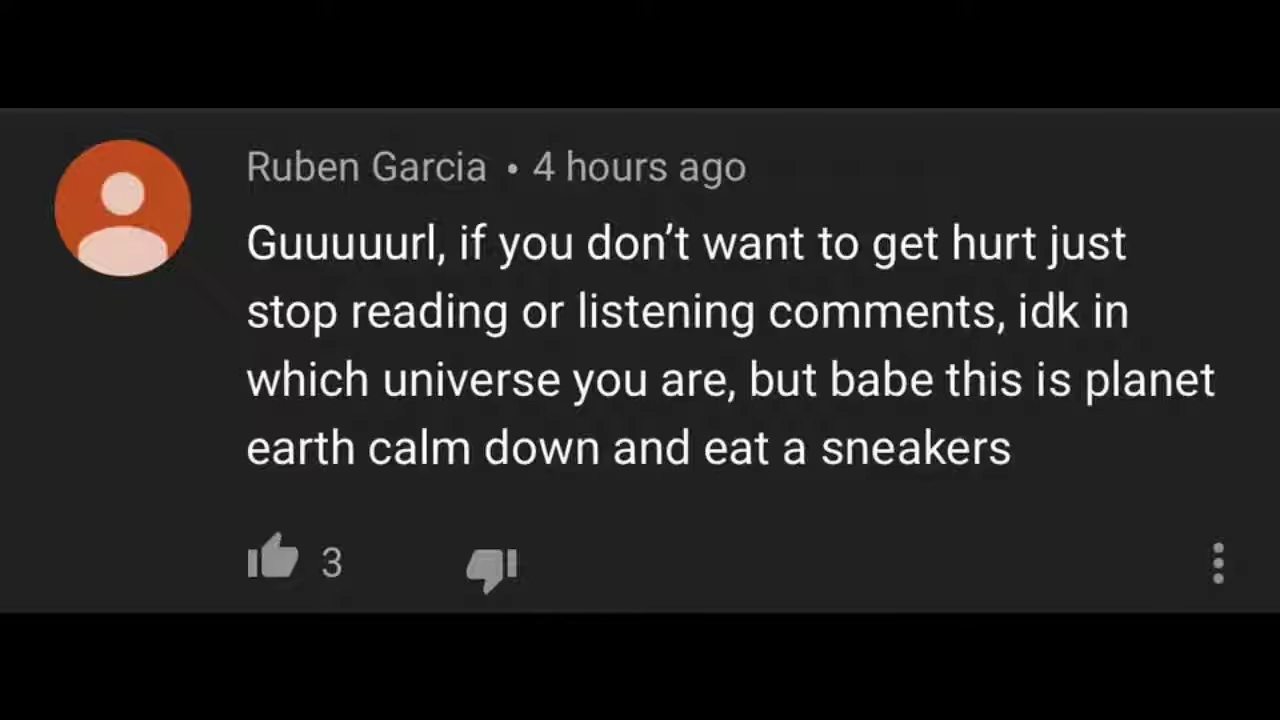 Ruben Garcia • 4 hours ago
Guuuuurl, if you don’t want to get hurt just
stop reading or listening comments, idk in
which universe you are, but babe this is planet
earth calm down and eat a sneakers
3